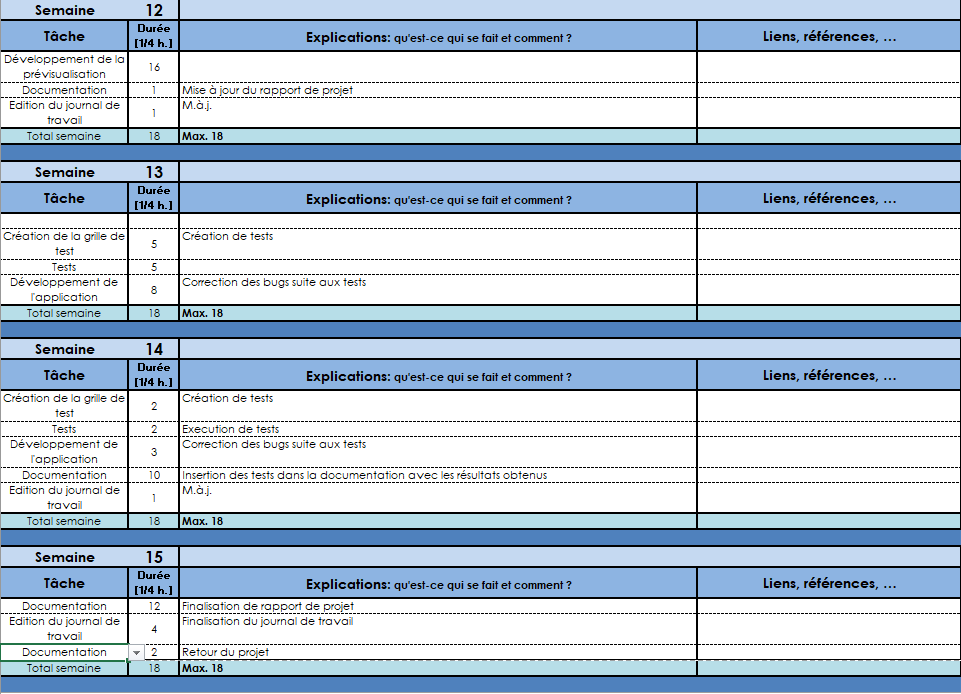 Semaine 12
Tâche Durée [1/4 h.] Explications: qu'est-ce qui se fait et comment ? Liens, références, ...
Développement de la prévisualisation 16
Documentation 1 Mise à jour du rapport de projet
Edition du journal de travail 1 M.à.j.
Total semaine 18 Max. 18
Semaine 13
Tâche Durée [1/4 h.] Explications: qu'est-ce qui se fait et comment ? Liens, références, ...
Création de la grille de test 5 Création de tests
Tests 5
Développement de l'application 8 Correction des bugs suite aux tests
Total semaine 18 Max. 18
Semaine 14
Tâche Durée [1/4 h.] Explications: qu'est-ce qui se fait et comment ? Liens, références, ...
Création de la grille de test 2 Création de tests
Tests 2 Execution de tests
Développement de l'application 3 Correction des bugs suite aux tests
Documentation 10 Insertion des tests dans la documentation avec les résultats obtenus
Edition du journal de travail 1 M.à.j.
Total semaine 18 Max. 18
Semaine 15
Tâche Durée [1/4 h.] Explications: qu'est-ce qui se fait et comment ? Liens, références, ...
Documentation 12 Finalisation de rapport de projet
Edition du journal de travail 4 Finalisation du journal de travail
Documentation 2 Retour du projet
Total semaine 18 Max. 18